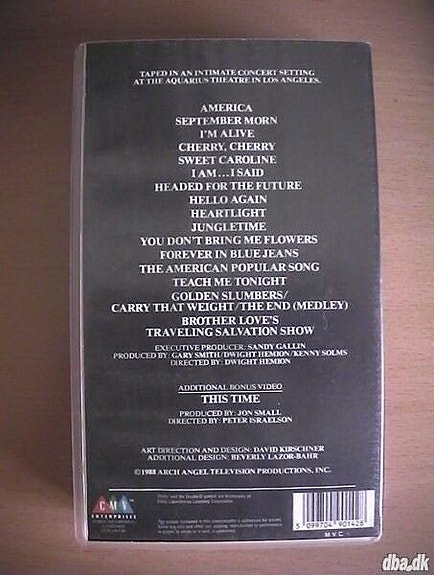 TAPED IN AN INTIMATE CONCERT SETTING
AT THE AQUARIUS THEATRE IN LOS ANGELES.
AMERICA
SEPTEMBER MORN
I'M ALIVE
CHERRY, CHERRY
SWEET CAROLINE
I AM...I SAID
HEADED FOR THE FUTURE
HELLO AGAIN
HEARTLIGHT
JUNGLETIME
YOU DON'T BRING ME FLOWERS
FOREVER IN BLUE JEANS
THE AMERICAN POPULAR SONG
TEACH ME TONIGHT
GOLDEN SLUMBERS/
CARRY THAT WEIGHT/THE END (MEDLEY)
BROTHER LOVE'S
TRAVELING SALVATION SHOW
EXECUTIVE PRODUCER: SANDY GALLIN
PRODUCED BY: GARY SMITH/DWIGHT HEMION/KENNY SOLMS
DIRECTED BY: DWIGHT HEMION
ADDITIONAL BONUS VIDEO
THIS TIME
PRODUCED BY: JON SMALL
DIRECTED BY: PETER ISRAELSON
ART DIRECTION AND DESIGN: DAVID KIRSCHNER
ADDITIONAL DESIGN: BEVERLY LAZOR-BAHR
© 1988 ARCH ANGEL TELEVISION PRODUCTIONS, INC.
CMV
ENTERPRISES
5 099704 901428
dba.dk